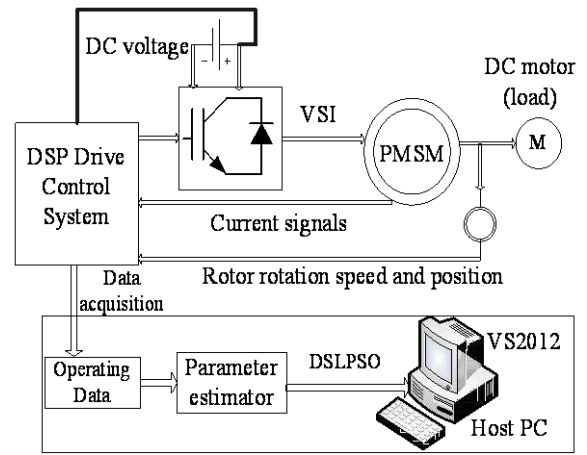 DC voltage
- +
DC motor
(load)
VSI
M
PMSM
DSP Drive
Control
System
Current signals
Rotor rotation speed and position
Data
acquisition
VS2012
Operating
Data
Parameter
estimator
DSLPSO
Host PC